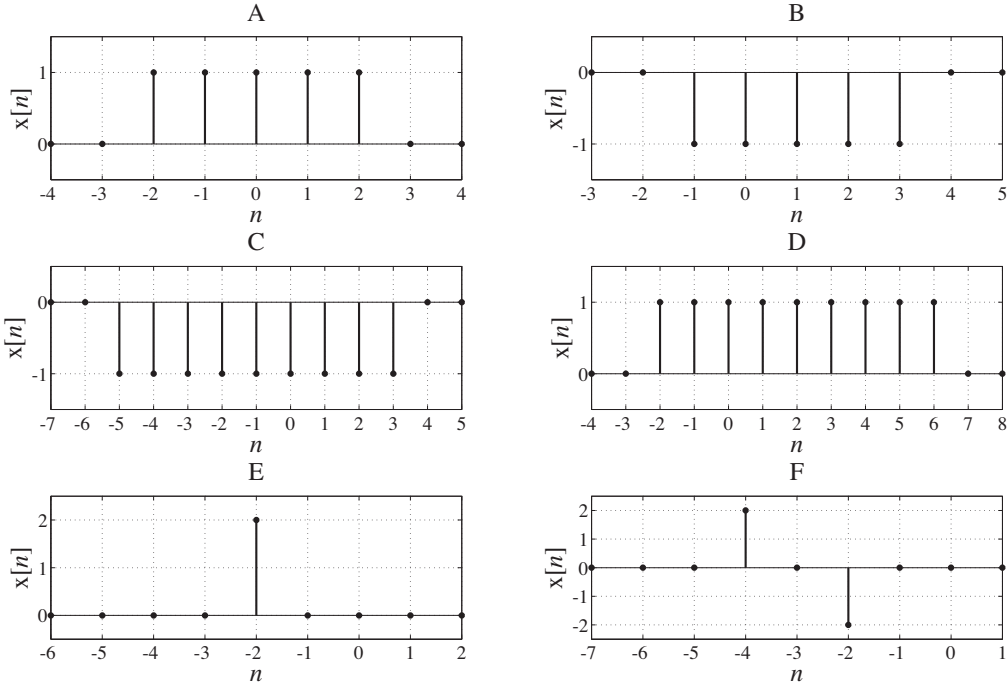 A
x[n]
1
0
-4 -3 -2 -1 0 1 2 3 4
n
B
x[n]
0
-1
-3 -2 -1 0 1 2 3 4 5
n
C
x[n]
0
-1
-7 -6 -5 -4 -3 -2 -1 0 1 2 3 4 5
n
D
x[n]
1
0
-4 -3 -2 -1 0 1 2 3 4 5 6 7 8
n
E
x[n]
2
1
0
-6 -5 -4 -3 -2 -1 0 1 2
n
F
x[n]
2
1
0
-1
-2
-7 -6 -5 -4 -3 -2 -1 0 1
n